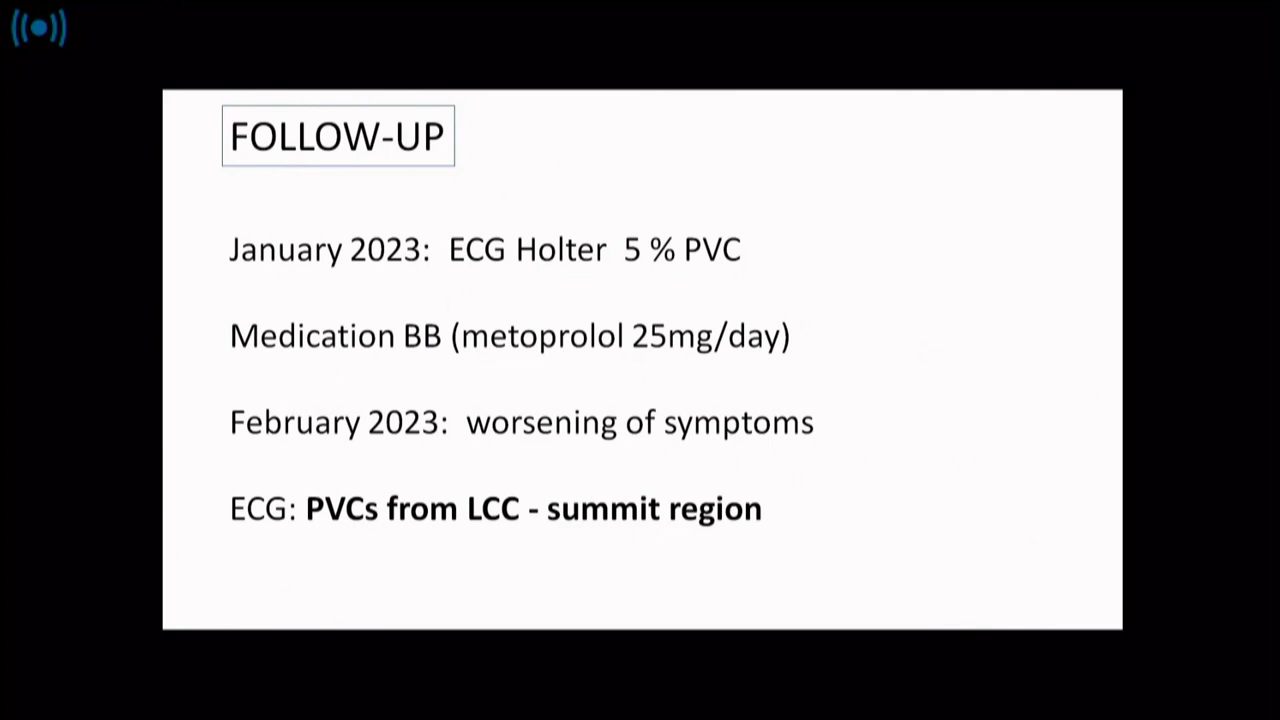 FOLLOW-UP
January 2023: ECG Holter 5 % PVC
Medication BB (metoprolol 25mg/day)
February 2023: worsening of symptoms
ECG: PVCs from LCC - summit region